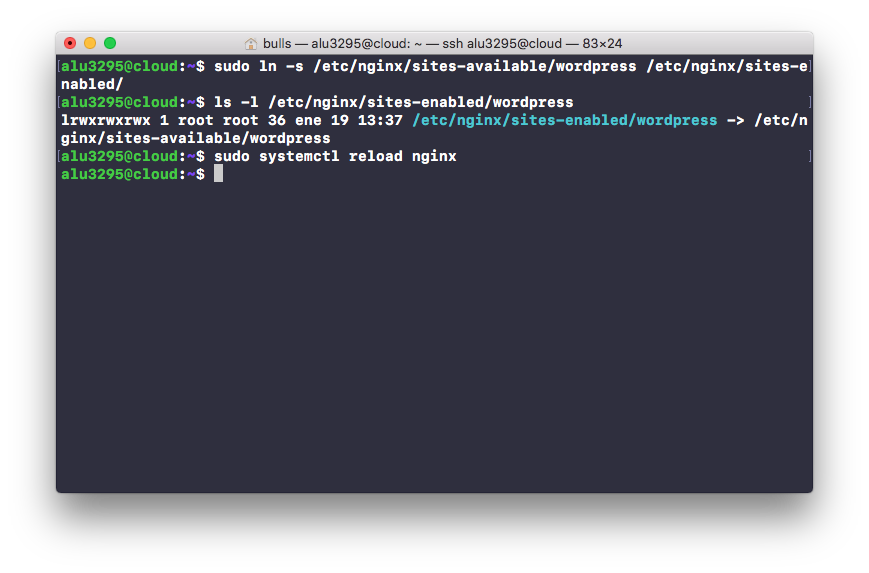 bulls — alu3295@cloud: ~ — ssh alu3295@cloud — 83×24
[alu3295@cloud:~$ sudo ln -s /etc/nginx/sites-available/wordpress /etc/nginx/sites-e]
nabled/
[alu3295@cloud:~$ ls -l /etc/nginx/sites-enabled/wordpress ]
lrwxrwxrwx 1 root root 36 ene 19 13:37 /etc/nginx/sites-enabled/wordpress -> /etc/n
ginx/sites-available/wordpress
[alu3295@cloud:~$ sudo systemctl reload nginx ]
alu3295@cloud:~$